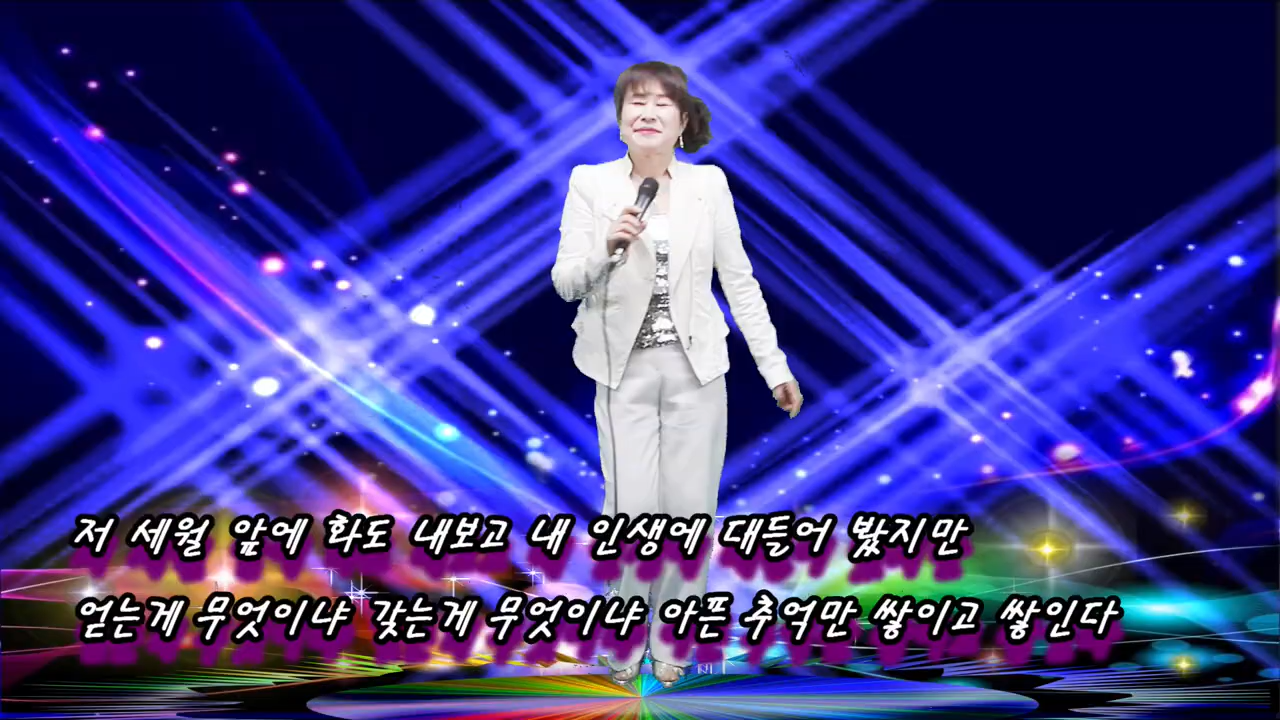 저 세월 앞에 화도 내보고 내 인생에 대들어 봤지만
얻는게 무엇이냐 갖는게 무엇이냐 아픈 추억만 쌓이고 쌓인다